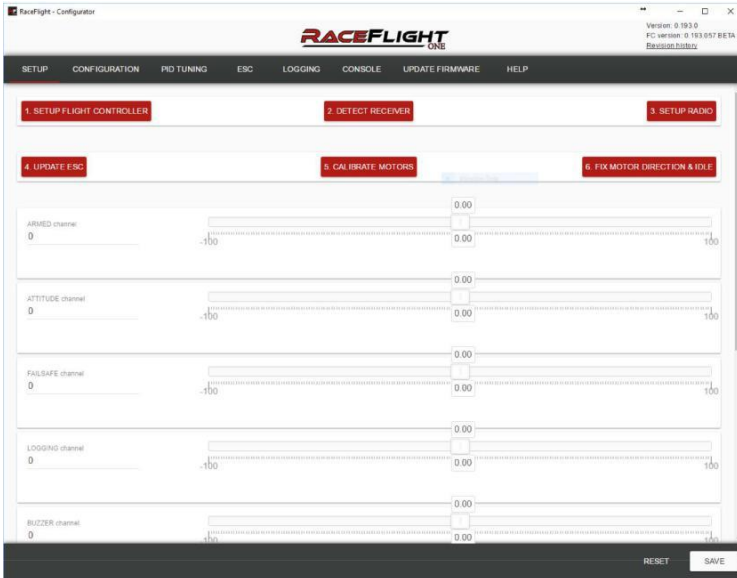 RaceFlight - Configurator
RACEFLIGHT
ONE
Version: 0.193.0
FC version: 0.193.057 BETA
Revision history
SETUP CONFIGURATION PID TUNING ESC LOGGING CONSOLE UPDATE FIRMWARE HELP
1. SETUP FLIGHT CONTROLLER 2. DETECT RECEIVER 3. SETUP RADIO
4. UPDATE ESC 5. CALIBRATE MOTORS 6. FIX MOTOR DIRECTION & IDLE
0.00
ARMED channel
0
-100 0.00 100
0.00
ATTITUDE channel
0
-100 0.00 100
0.00
FAILSAFE channel
0
-100 0.00 100
0.00
LOGGING channel
0
-100 0.00 100
0.00
BUZZER channel
0
-100 0.00 100
RESET SAVE